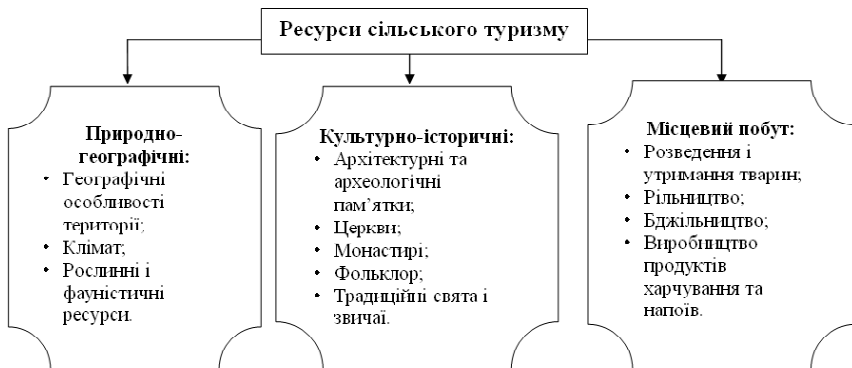 Ресурси сільського туризму
Природно-
географічні:
• Географічні
особливості
території;
• Клімат;
• Рослинні і
фауністичні
ресурси.
Культурно-історичні:
• Архітектурні та
археологічні
пам’ятки;
• Церкви;
• Монастирі;
• Фольклор;
• Традиційні свята і
звичаї.
Місцевий побут:
• Розведення і
утримання тварин;
• Рільництво;
• Бджільництво;
• Виробництво
продуктів
харчування та
напоїв.